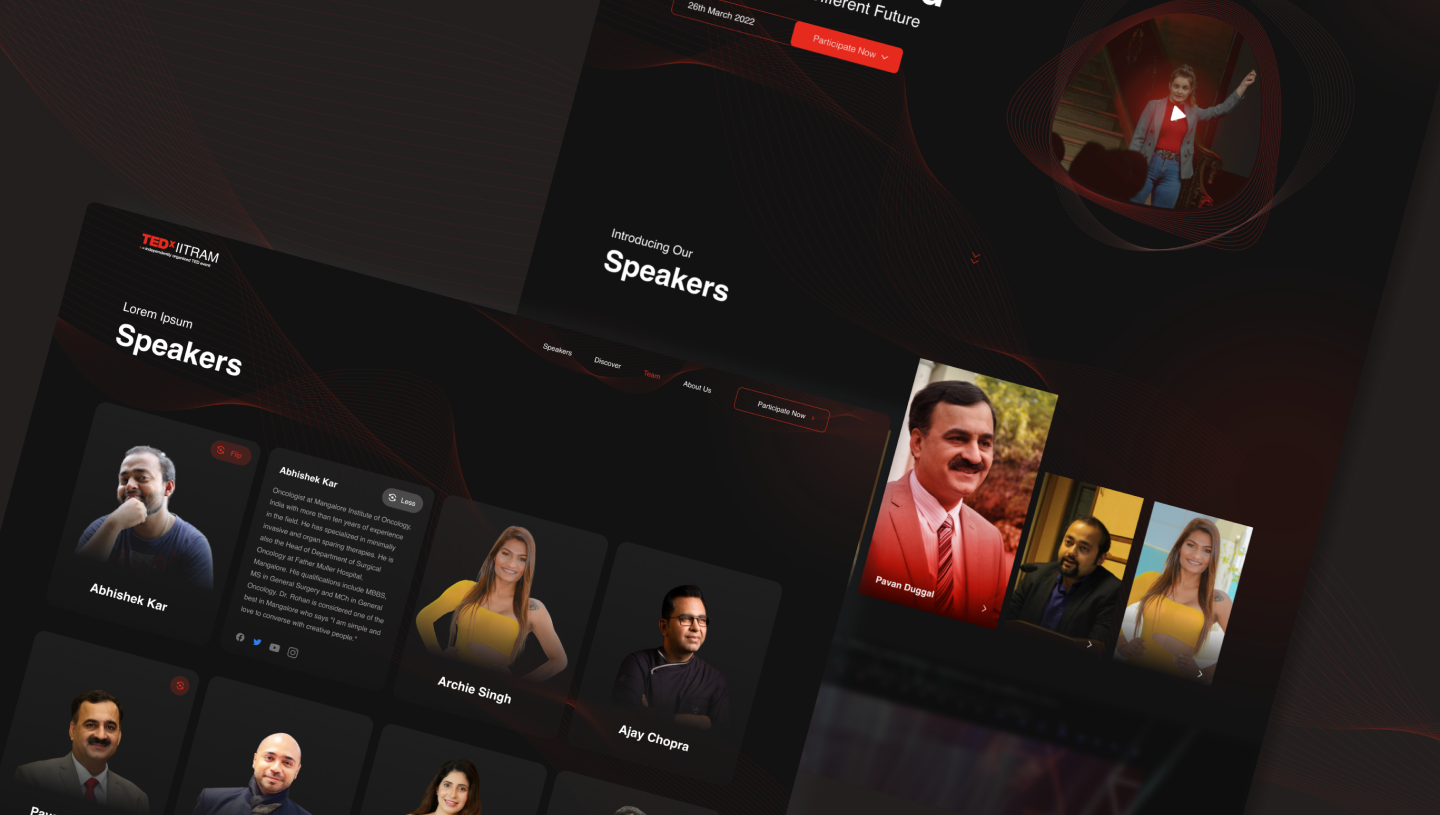 ifferent Future
26th March 2022
Participate Now
Introducing Our
Speakers
Pavan Duggal
TEDx IITRAM
x = independently organized TED event
Speakers
Discover
Team
About Us
Participate Now
Lorem Ipsum
Speakers
Flip
Abhishek Kar
Abhishek Kar
Less
Oncologist at Mangalore Institute of Oncology,
India with more than ten years of experience
in the field. He has specialized in minimally
invasive and organ sparing therapies. He is
also the Head of Department of Surgical
Oncology at Father Muller Hospital,
Mangalore. His qualifications include MBBS,
MS in General Surgery and MCh in General
Oncology. Dr. Rohan is considered one of the
best in Mangalore who says "I am simple and
love to converse with creative people."
Archie Singh
Ajay Chopra